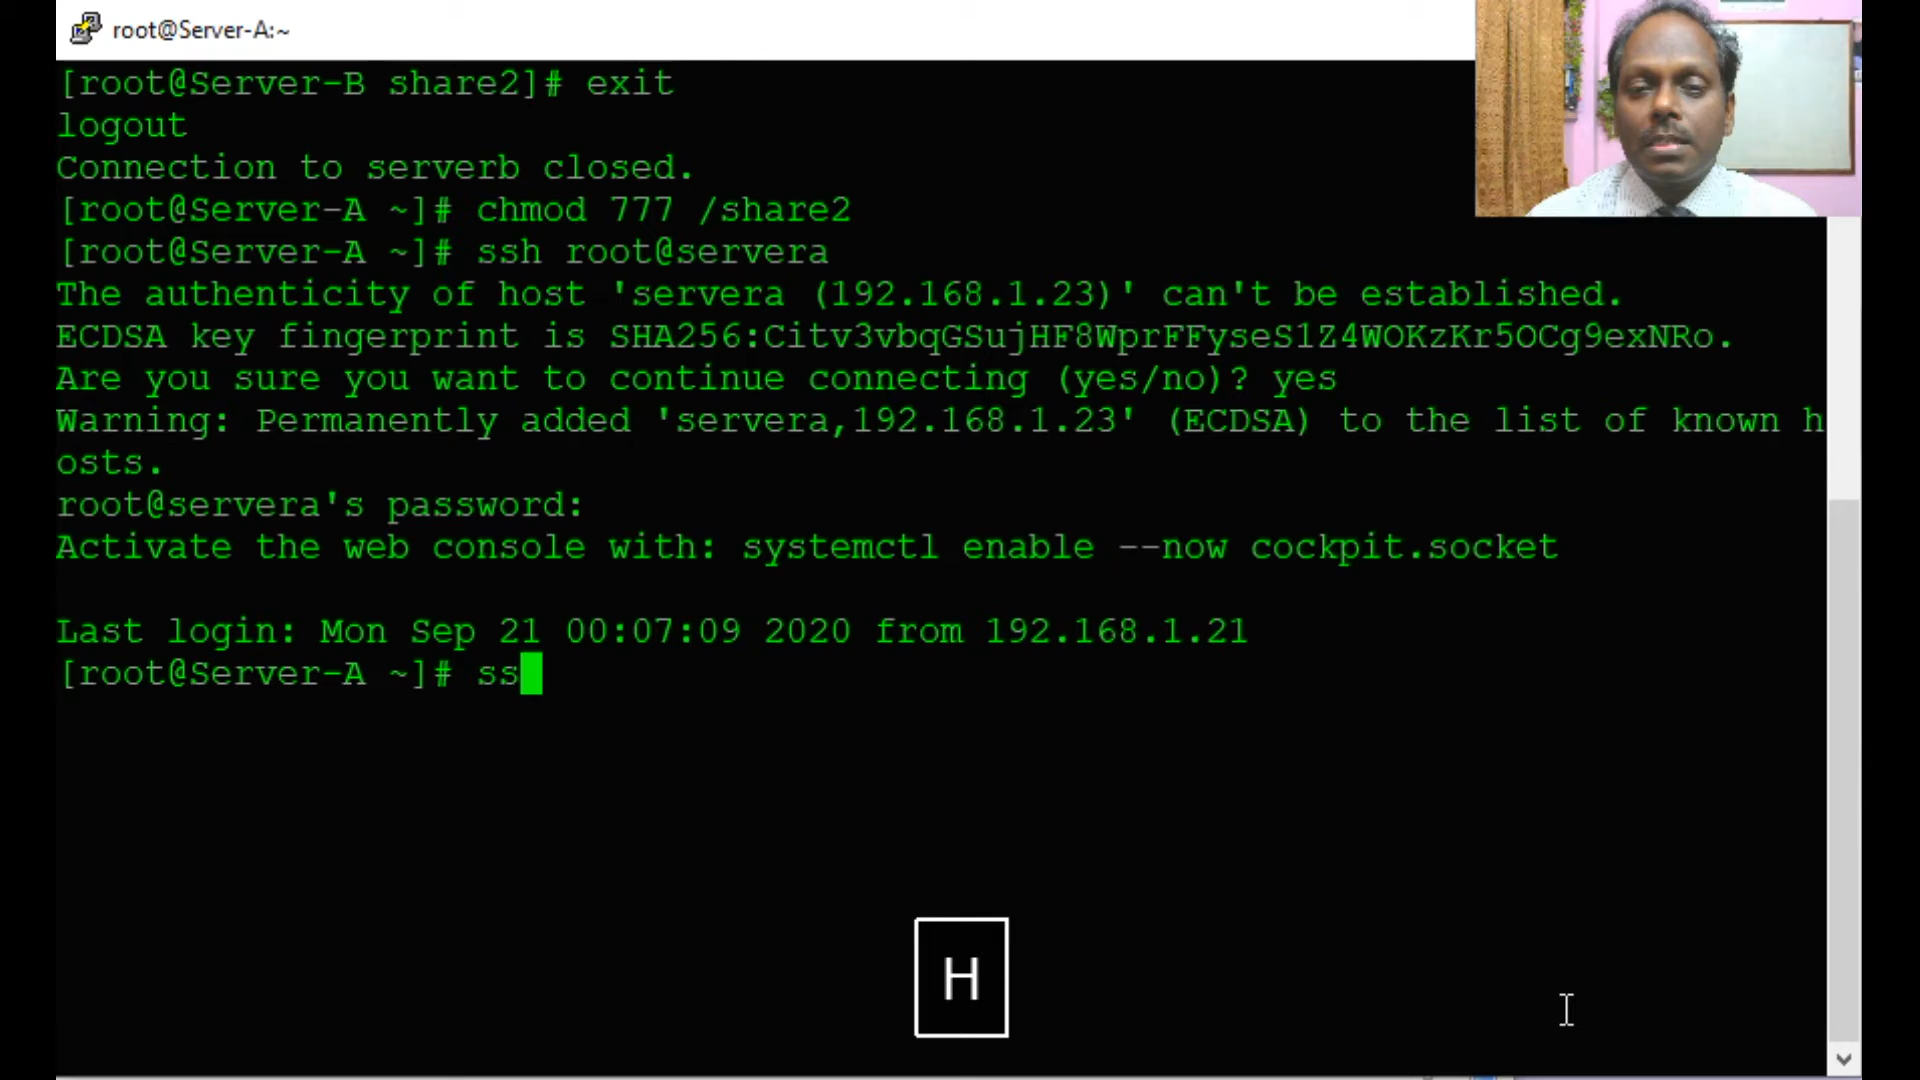 root@Server-A:~
[root@Server-B share2]# exit
logout
Connection to serverb closed.
[root@Server-A ~]# chmod 777 /share2
[root@Server-A ~]# ssh root@servera
The authenticity of host 'servera (192.168.1.23)' can't be established.
ECDSA key fingerprint is SHA256:Citv3vbqGSujHF8WprFFyseS1Z4WOKzKr5OCg9exNRo.
Are you sure you want to continue connecting (yes/no)? yes
Warning: Permanently added 'servera,192.168.1.23' (ECDSA) to the list of known h
osts.
root@servera's password:
Activate the web console with: systemctl enable --now cockpit.socket
Last login: Mon Sep 21 00:07:09 2020 from 192.168.1.21
[root@Server-A ~]# ss
H